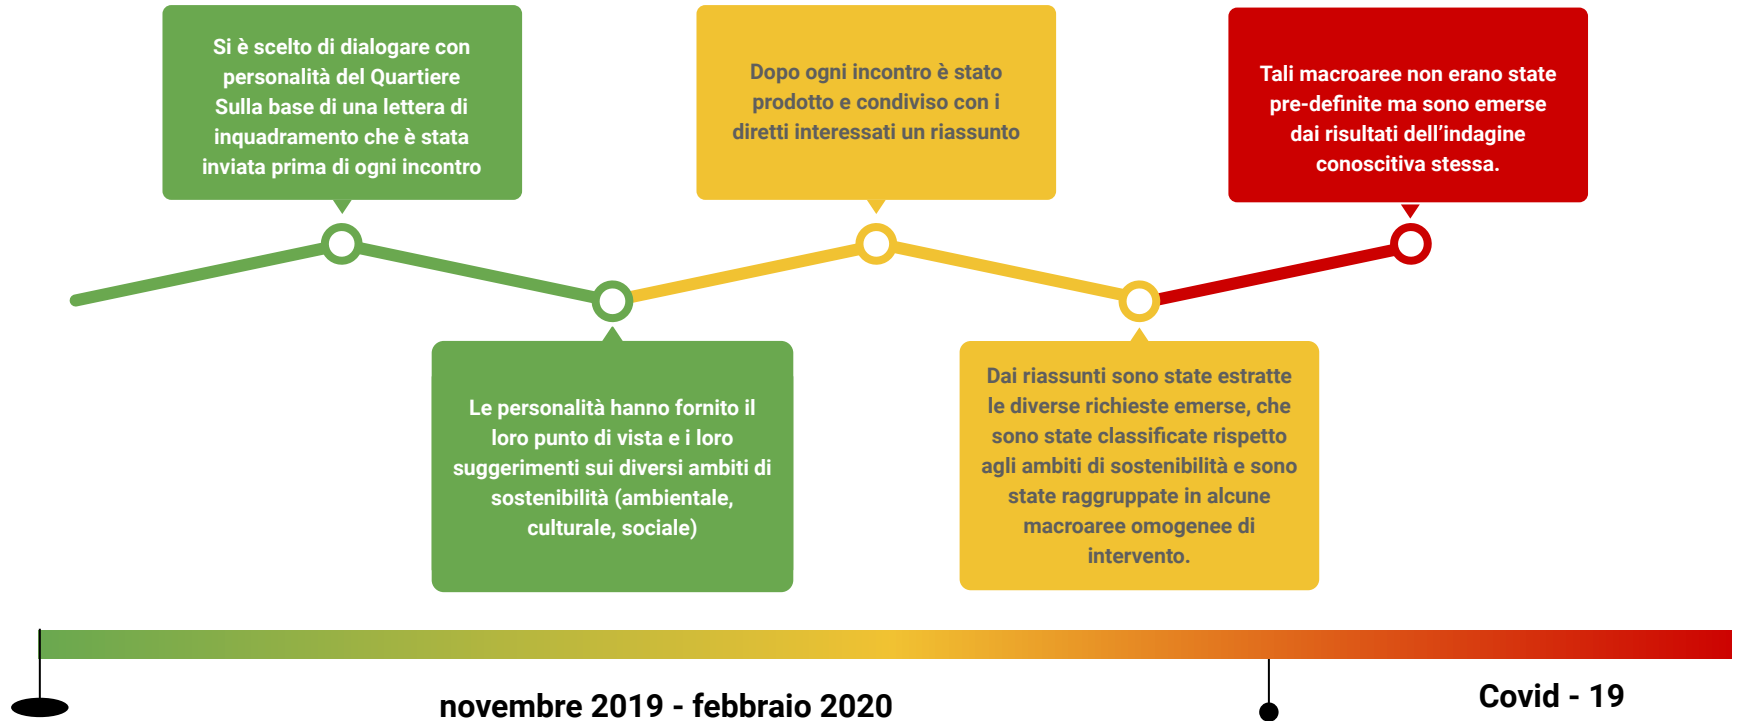 Si è scelto di dialogare con
personalità del Quartiere
Sulla base di una lettera di
inquadramento che è stata
inviata prima di ogni incontro
Le personalità hanno fornito il
loro punto di vista e i loro
suggerimenti sui diversi ambiti di
sostenibilità (ambientale,
culturale, sociale)
Dopo ogni incontro è stato
prodotto e condiviso con i
diretti interessati un riassunto
Dai riassunti sono state estratte
le diverse richieste emerse, che
sono state classificate rispetto
agli ambiti di sostenibilità e sono
state raggruppate in alcune
macroaree omogenee di
intervento.
Tali macroaree non erano state
pre-definite ma sono emerse
dai risultati dell’indagine
conoscitiva stessa.
novembre 2019 - febbraio 2020
Covid - 19